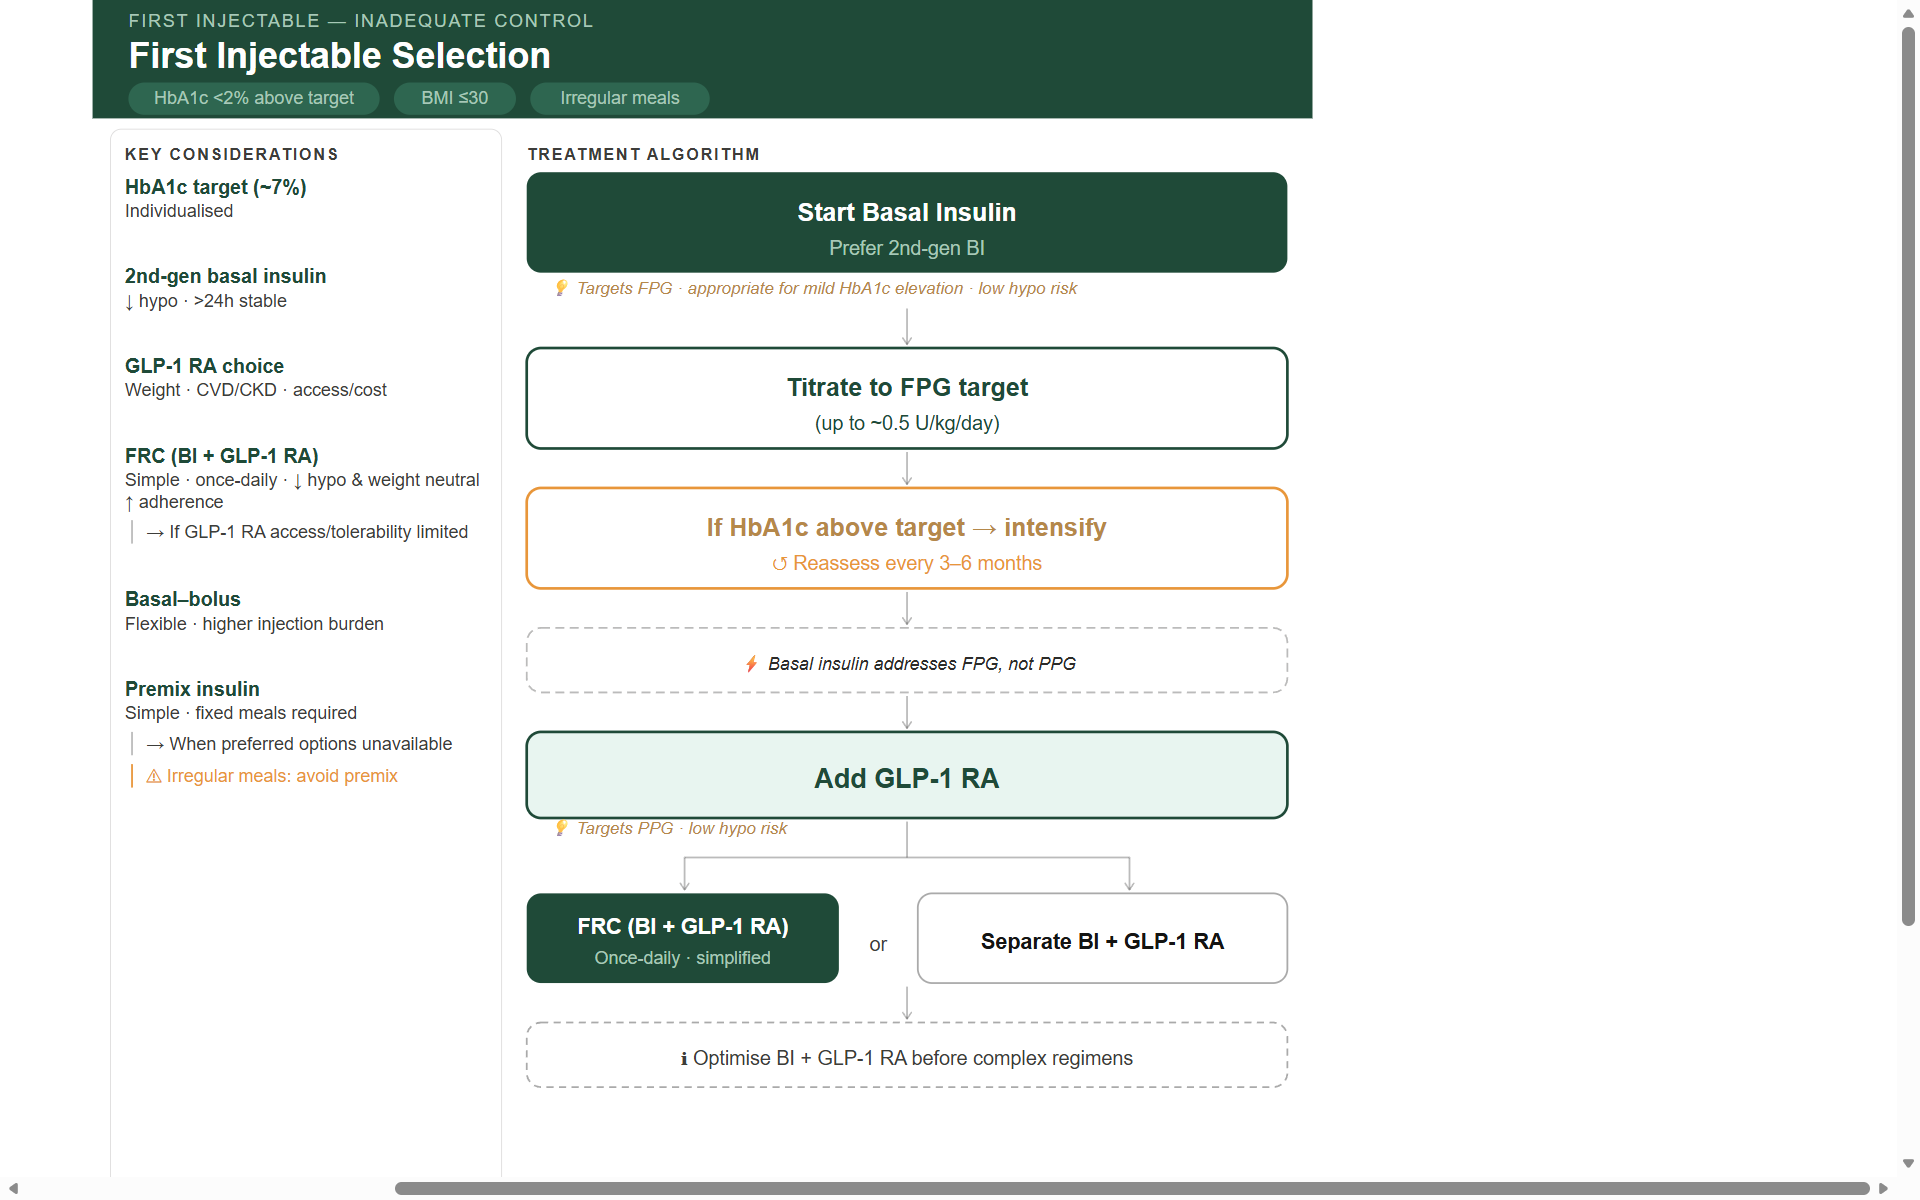 FIRST INJECTABLE — INADEQUATE CONTROL
First Injectable Selection
HbA1c <2% above target
BMI ≤30
Irregular meals
KEY CONSIDERATIONS
HbA1c target (~7%)
Individualised
2nd-gen basal insulin
↓ hypo · >24h stable
GLP-1 RA choice
Weight · CVD/CKD · access/cost
FRC (BI + GLP-1 RA)
Simple · once-daily · ↓ hypo & weight neutral
↑ adherence
→ If GLP-1 RA access/tolerability limited
Basal–bolus
Flexible · higher injection burden
Premix insulin
Simple · fixed meals required
→ When preferred options unavailable
⚠ Irregular meals: avoid premix
TREATMENT ALGORITHM
Start Basal Insulin
Prefer 2nd-gen BI
💡 Targets FPG · appropriate for mild HbA1c elevation · low hypo risk
Titrate to FPG target
(up to ~0.5 U/kg/day)
If HbA1c above target → intensify
↺ Reassess every 3–6 months
⚡ Basal insulin addresses FPG, not PPG
Add GLP-1 RA
💡 Targets PPG · low hypo risk
FRC (BI + GLP-1 RA)
Once-daily · simplified
or
Separate BI + GLP-1 RA
ℹ Optimise BI + GLP-1 RA before complex regimens